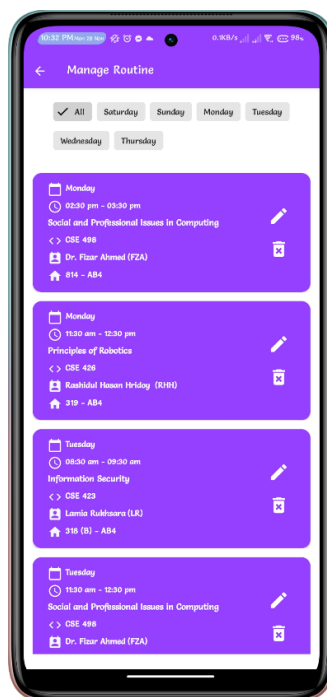 10:32 PM Mon 28 Nov 0.1KB/s 98%
Manage Routine
All Saturday Sunday Monday Tuesday
Wednesday Thursday
Monday
02:30 pm - 03:30 pm
Social and Professional Issues in Computing
CSE 498
Dr. Fizar Ahmed (FZA)
814 - AB4
Monday
11:30 am - 12:30 pm
Principles of Robotics
CSE 426
Rashidul Hasan Hridoy (RHH)
319 - AB4
Tuesday
08:30 am - 09:30 am
Information Security
CSE 423
Lamia Rukhsara (LR)
318 (B) - AB4
Tuesday
11:30 am - 12:30 pm
Social and Professional Issues in Computing
CSE 498
Dr. Fizar Ahmed (FZA)